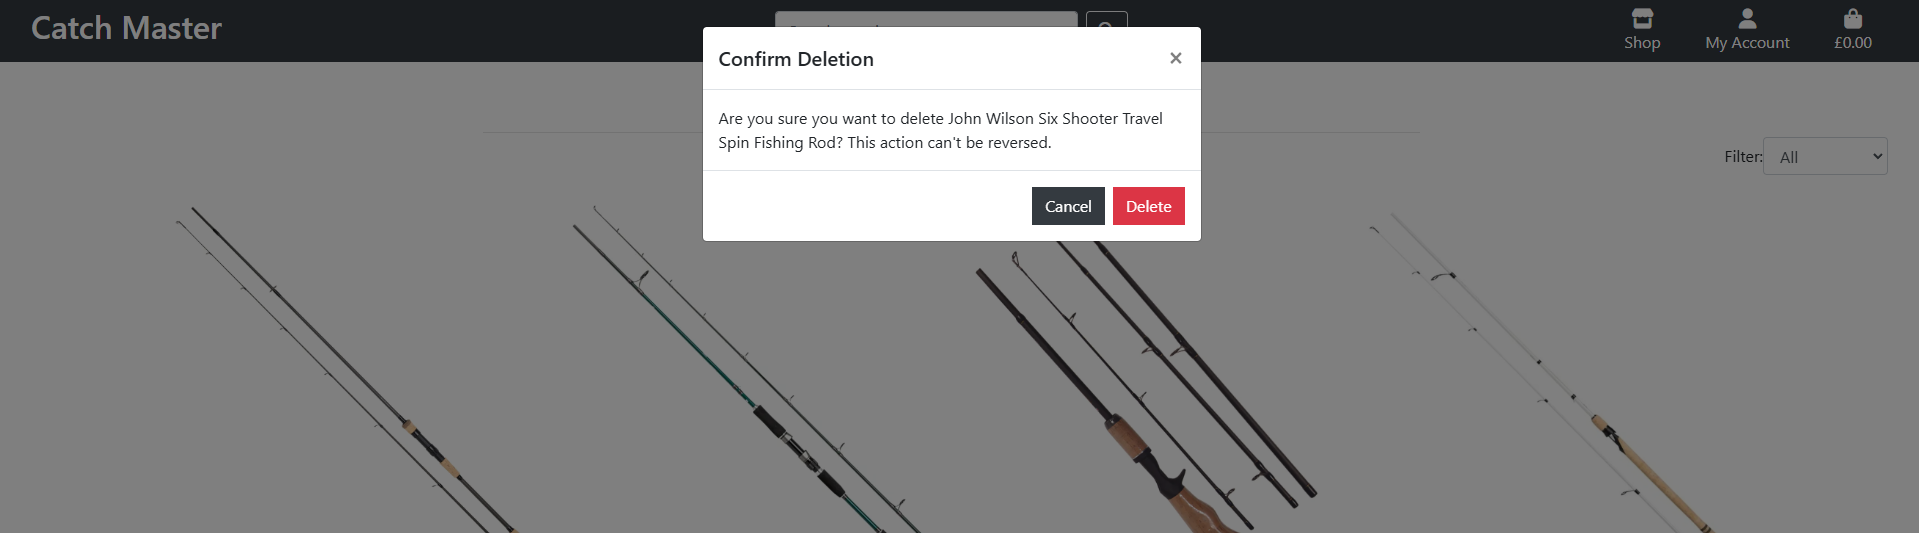 Catch Master
Shop
My Account
£0.00
Confirm Deletion
×
Are you sure you want to delete John Wilson Six Shooter Travel
Spin Fishing Rod? This action can't be reversed.
Cancel
Delete
Filter:
All